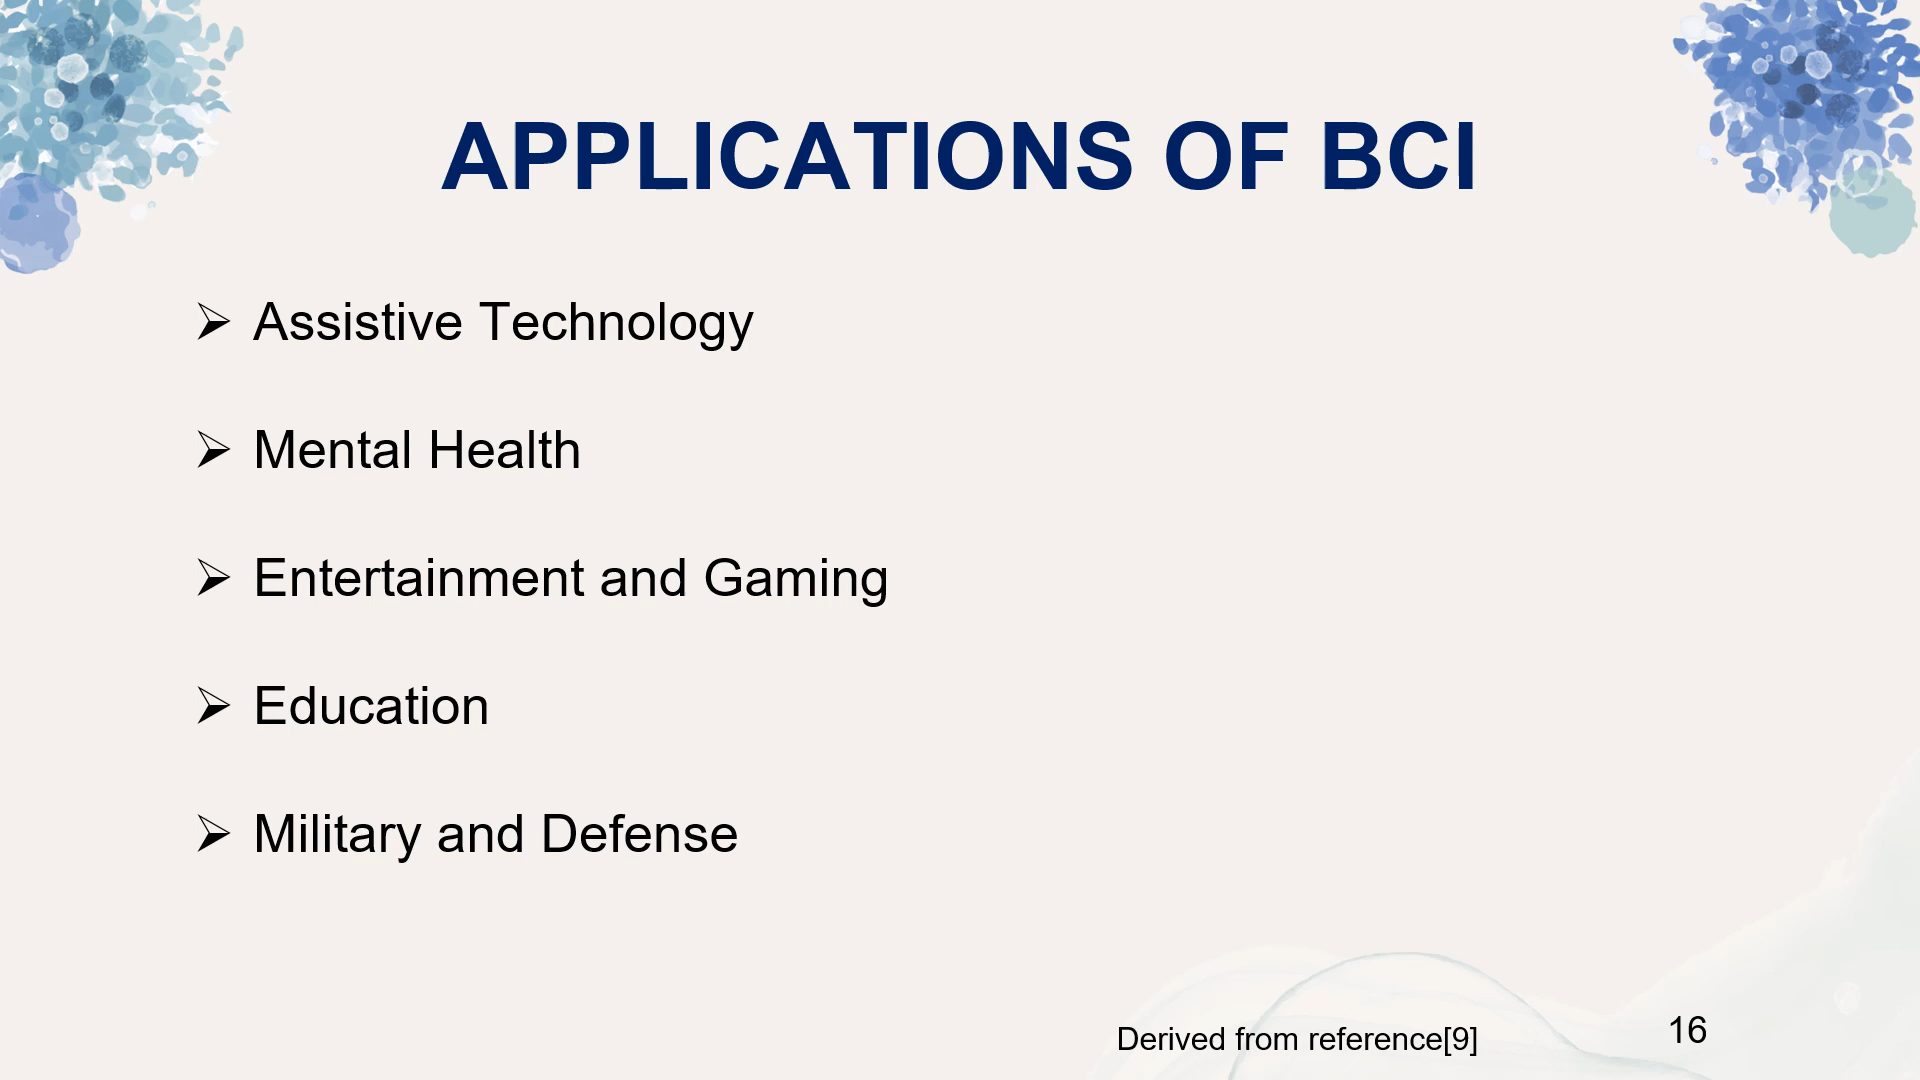 APPLICATIONS OF BCI
➢ Assistive Technology
➢ Mental Health
➢ Entertainment and Gaming
➢ Education
➢ Military and Defense
Derived from reference[9]
16